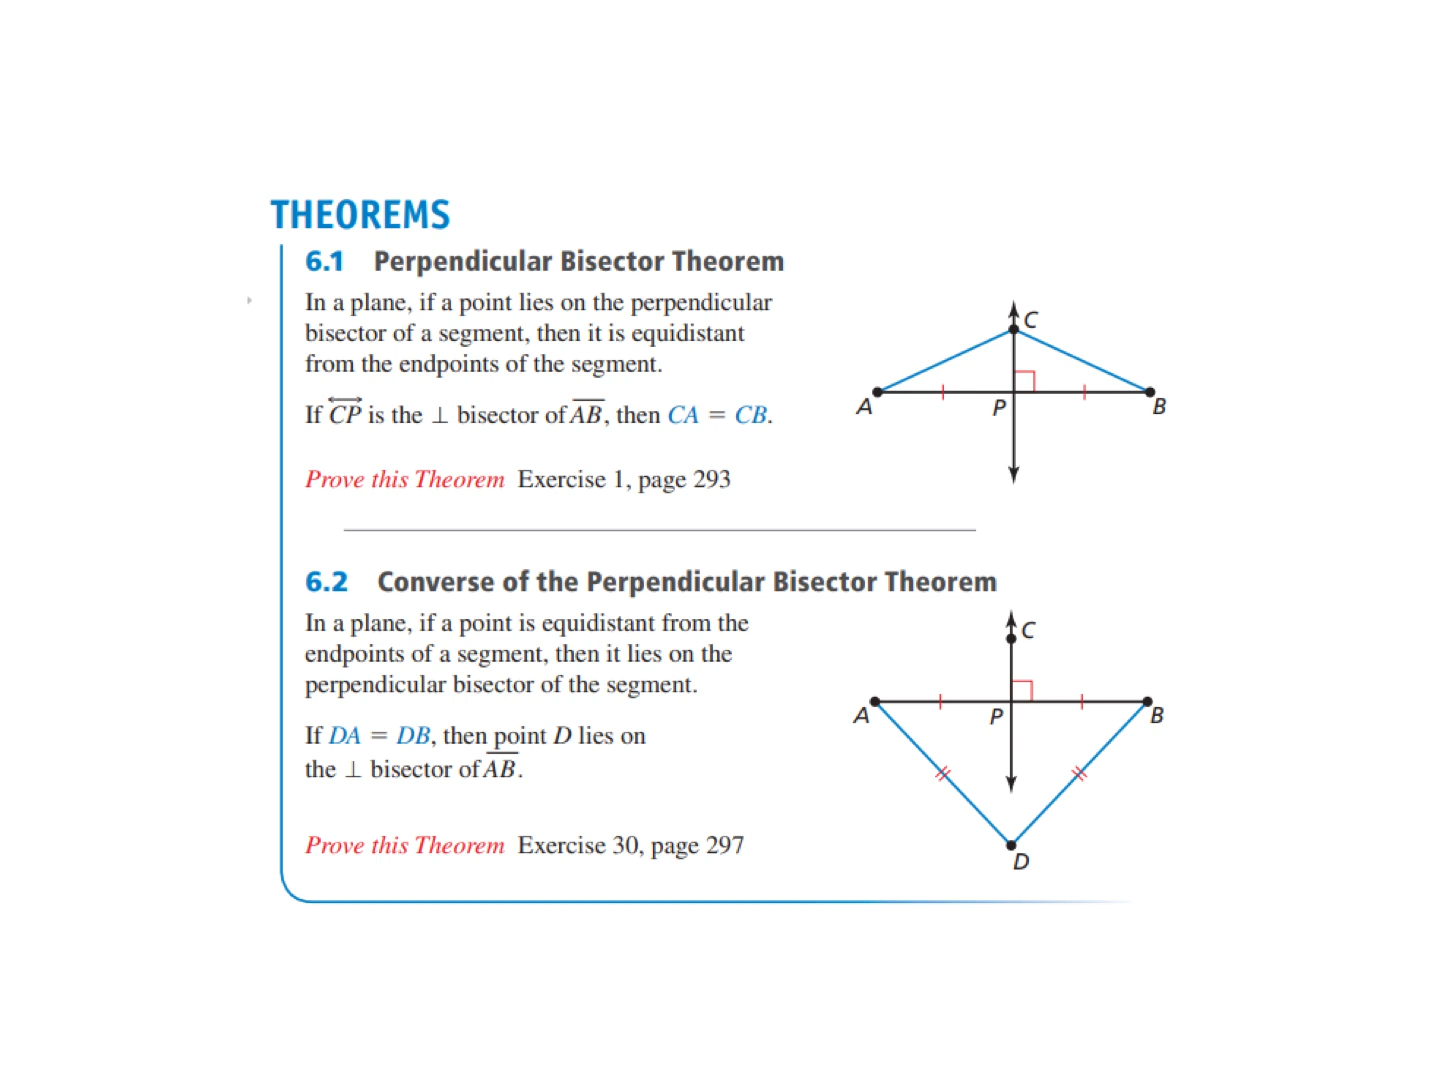 THEOREMS
6.1 Perpendicular Bisector Theorem
In a plane, if a point lies on the perpendicular
bisector of a segment, then it is equidistant
from the endpoints of the segment.
If CP is the ⊥ bisector of AB, then CA = CB.
Prove this Theorem Exercise 1, page 293
C
A
P
B
6.2 Converse of the Perpendicular Bisector Theorem
In a plane, if a point is equidistant from the
endpoints of a segment, then it lies on the
perpendicular bisector of the segment.
If DA = DB, then point D lies on
the ⊥ bisector of AB.
Prove this Theorem Exercise 30, page 297
C
A
P
B
D